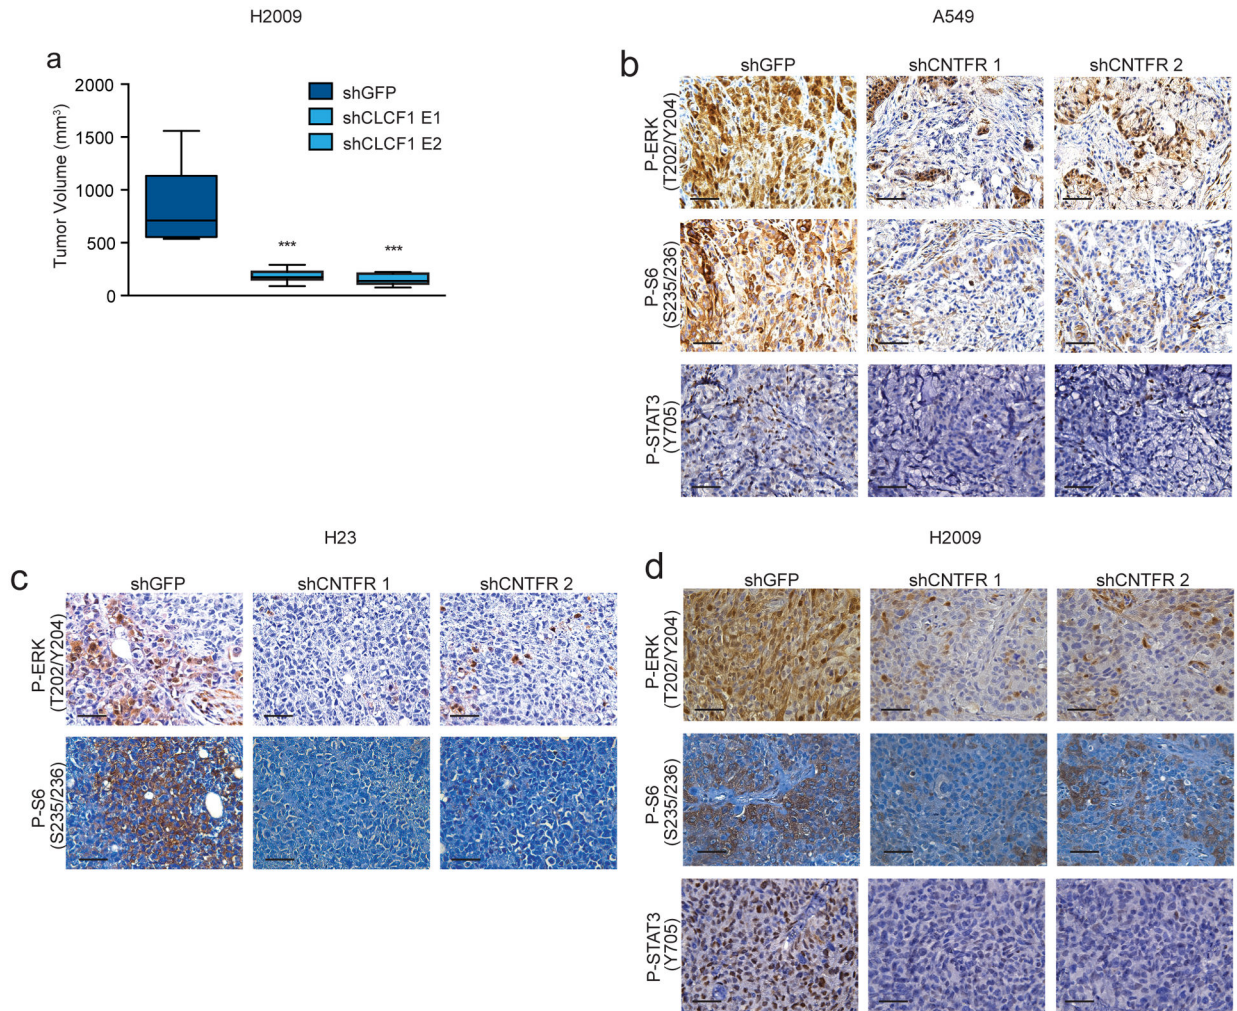 H2009
a
2000
1500
1000
500
0
Tumor Volume (mm³)
shGFP
shCLCF1 E1
shCLCF1 E2
***
***
A549
b
shGFP
shCNTFR 1
shCNTFR 2
P-ERK
(T202/Y204)
P-S6
(S235/236)
P-STAT3
(Y705)
H23
c
shGFP
shCNTFR 1
shCNTFR 2
P-ERK
(T202/Y204)
P-S6
(S235/236)
H2009
d
shGFP
shCNTFR 1
shCNTFR 2
P-ERK
(T202/Y204)
P-S6
(S235/236)
P-STAT3
(Y705)